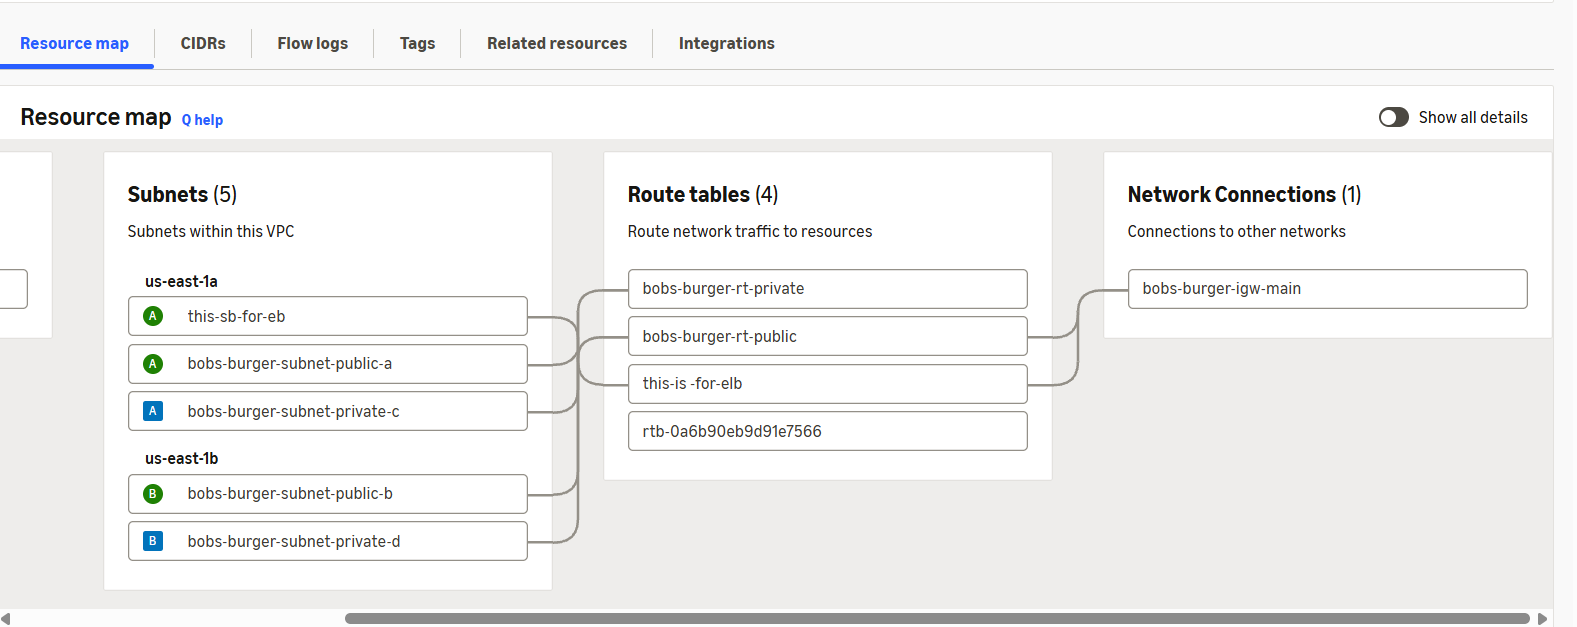 Resource map
CIDRs
Flow logs
Tags
Related resources
Integrations
Resource map Q help
Show all details
Subnets (5)
Subnets within this VPC
us-east-1a
A this-sb-for-eb
A bobs-burger-subnet-public-a
A bobs-burger-subnet-private-c
us-east-1b
B bobs-burger-subnet-public-b
B bobs-burger-subnet-private-d
Route tables (4)
Route network traffic to resources
bobs-burger-rt-private
bobs-burger-rt-public
this-is -for-elb
rtb-0a6b90eb9d91e7566
Network Connections (1)
Connections to other networks
bobs-burger-igw-main